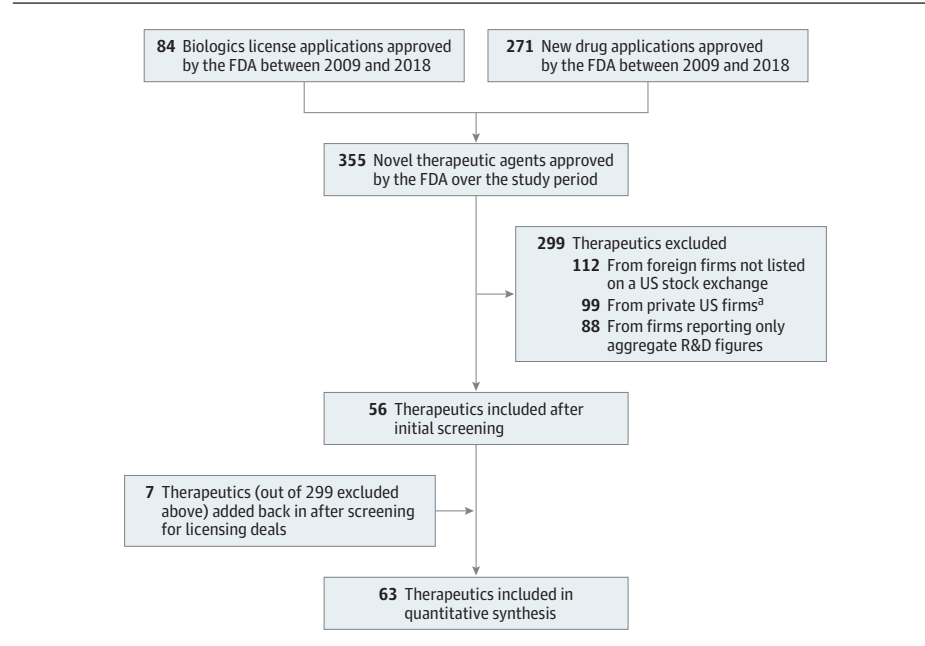 84 Biologics license applications approved
by the FDA between 2009 and 2018
271 New drug applications approved
by the FDA between 2009 and 2018
355 Novel therapeutic agents approved
by the FDA over the study period
299 Therapeutics excluded
112 From foreign firms not listed
on a US stock exchange
99 From private US firmsa
88 From firms reporting only
aggregate R&D figures
56 Therapeutics included after
initial screening
7 Therapeutics (out of 299 excluded
above) added back in after screening
for licensing deals
63 Therapeutics included in
quantitative synthesis